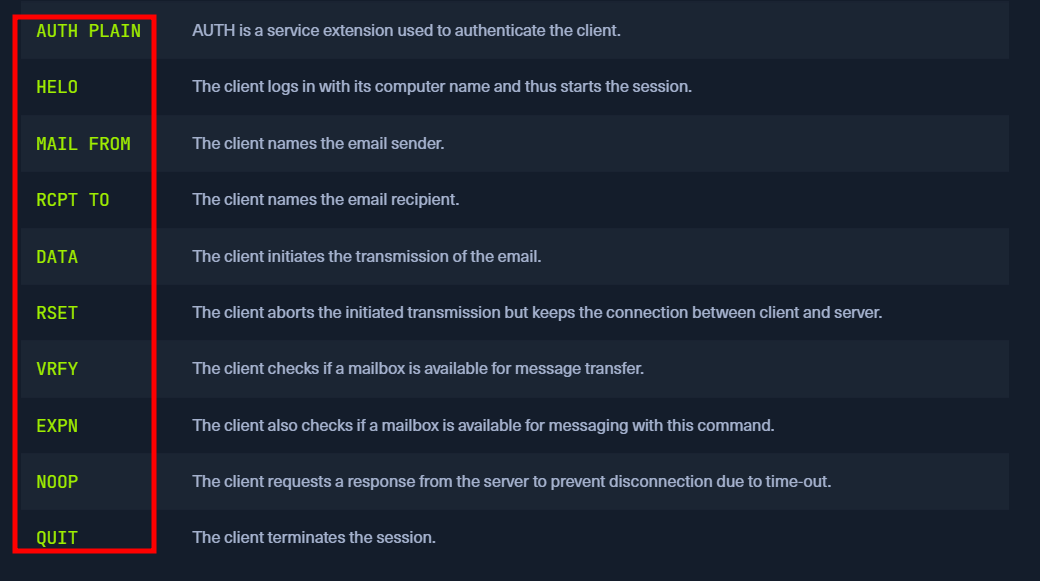 AUTH PLAIN AUTH is a service extension used to authenticate the client.
HELO The client logs in with its computer name and thus starts the session.
MAIL FROM The client names the email sender.
RCPT TO The client names the email recipient.
DATA The client initiates the transmission of the email.
RSET The client aborts the initiated transmission but keeps the connection between client and server.
VRFY The client checks if a mailbox is available for message transfer.
EXPN The client also checks if a mailbox is available for messaging with this command.
NOOP The client requests a response from the server to prevent disconnection due to time-out.
QUIT The client terminates the session.